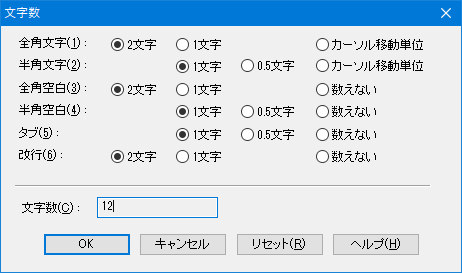 文字数
全角文字(1): 2文字 1文字 カーソル移動単位
半角文字(2): 1文字 0.5文字 カーソル移動単位
全角空白(3): 2文字 1文字 数えない
半角空白(4): 1文字 0.5文字 数えない
タブ(5): 1文字 0.5文字 数えない
改行(6): 2文字 1文字 数えない
文字数(C): 12
OK キャンセル リセット(R) ヘルプ(H)